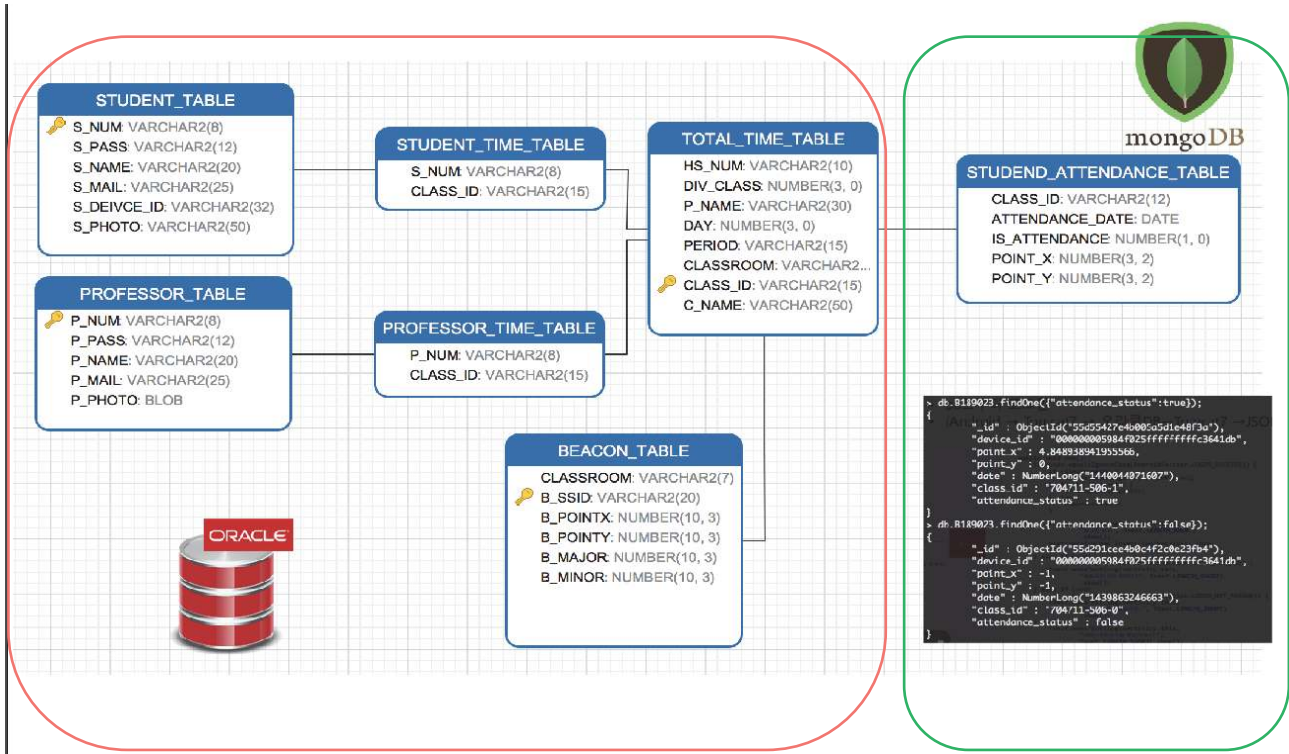 STUDENT_TABLE
S_NUM: VARCHAR2(8)
S_PASS: VARCHAR2(12)
S_NAME: VARCHAR2(20)
S_MAIL: VARCHAR2(25)
S_DEIVCE_ID: VARCHAR2(32)
S_PHOTO: VARCHAR2(50)
PROFESSOR_TABLE
P_NUM: VARCHAR2(8)
P_PASS: VARCHAR2(12)
P_NAME: VARCHAR2(20)
P_MAIL: VARCHAR2(25)
P_PHOTO: BLOB
STUDENT_TIME_TABLE
S_NUM: VARCHAR2(8)
CLASS_ID: VARCHAR2(15)
PROFESSOR_TIME_TABLE
P_NUM: VARCHAR2(8)
CLASS_ID: VARCHAR2(15)
TOTAL_TIME_TABLE
HS_NUM: VARCHAR2(10)
DIV_CLASS: NUMBER(3, 0)
P_NAME: VARCHAR2(30)
DAY: NUMBER(3, 0)
PERIOD: VARCHAR2(15)
CLASSROOM: VARCHAR2...
CLASS_ID: VARCHAR2(15)
C_NAME: VARCHAR2(50)
BEACON_TABLE
CLASSROOM: VARCHAR2(7)
B_SSID: VARCHAR2(20)
B_POINTX: NUMBER(10, 3)
B_POINTY: NUMBER(10, 3)
B_MAJOR: NUMBER(10, 3)
B_MINOR: NUMBER(10, 3)
ORACLE
mongoDB
STUDEND_ATTENDANCE_TABLE
CLASS_ID: VARCHAR2(12)
ATTENDANCE_DATE: DATE
IS_ATTENDANCE: NUMBER(1, 0)
POINT_X: NUMBER(3, 2)
POINT_Y: NUMBER(3, 2)
> db.B189023.findOne({"attendance_status":true});
{
"_id" : ObjectId("55d55427e4b005a5d1e48f3a"),
"device_id" : "000000005984f025ffffffffc3641db",
"point_x" : 4.848938941955566,
"point_y" : 0,
"date" : NumberLong("1440044071607"),
"class_id" : "704711-506-1",
"attendance_status" : true
}
> db.B189023.findOne({"attendance_status":false});
{
"_id" : ObjectId("55d291cee4b0c4f2c0e23fb4"),
"device_id" : "000000005984f025ffffffffc3641db",
"point_x" : -1,
"point_y" : -1,
"date" : NumberLong("1439863246663"),
"class_id" : "704711-506-0",
"attendance_status" : false
}